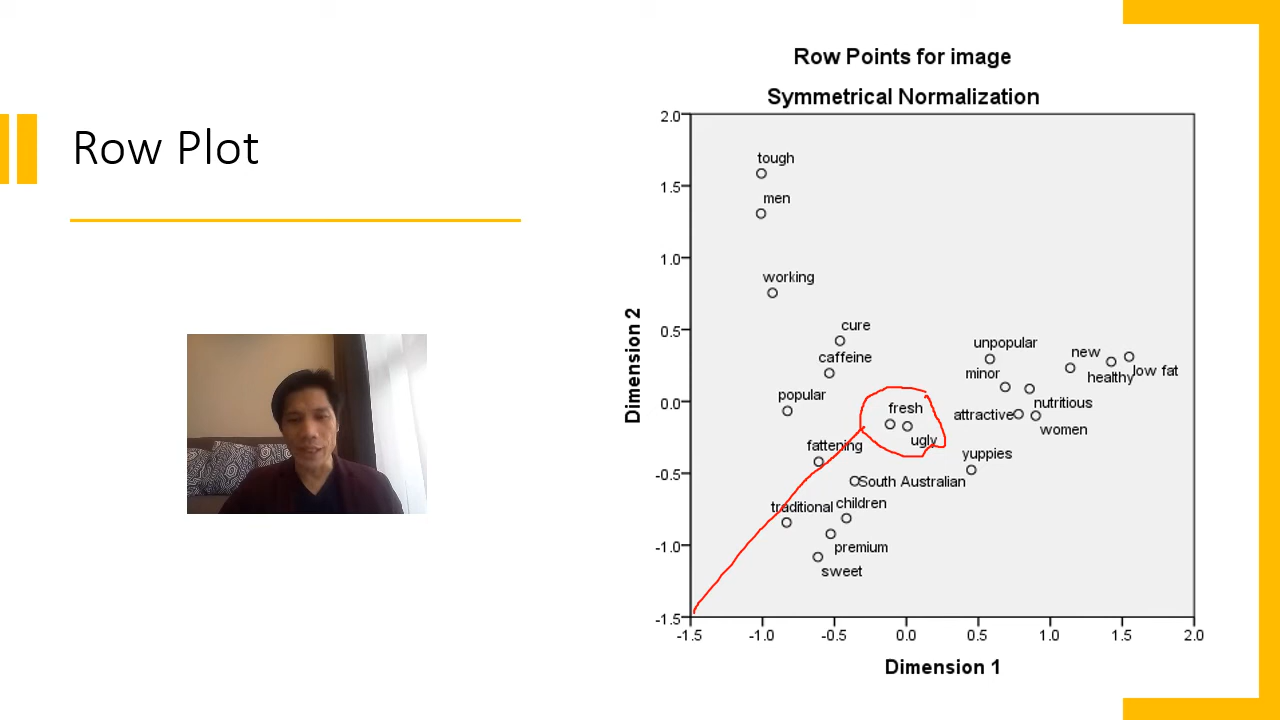 Row Plot
Row Points for image
Symmetrical Normalization
2.0
1.5
1.0
0.5
0.0
-0.5
-1.0
-1.5
Dimension 2
tough
men
working
cure
caffeine
popular
unpopular
new
minor
healthy
low fat
fresh
nutritious
attractive
women
ugly
fattening
yuppies
South Australian
traditional
children
premium
sweet
-1.5 -1.0 -0.5 0.0 0.5 1.0 1.5 2.0
Dimension 1